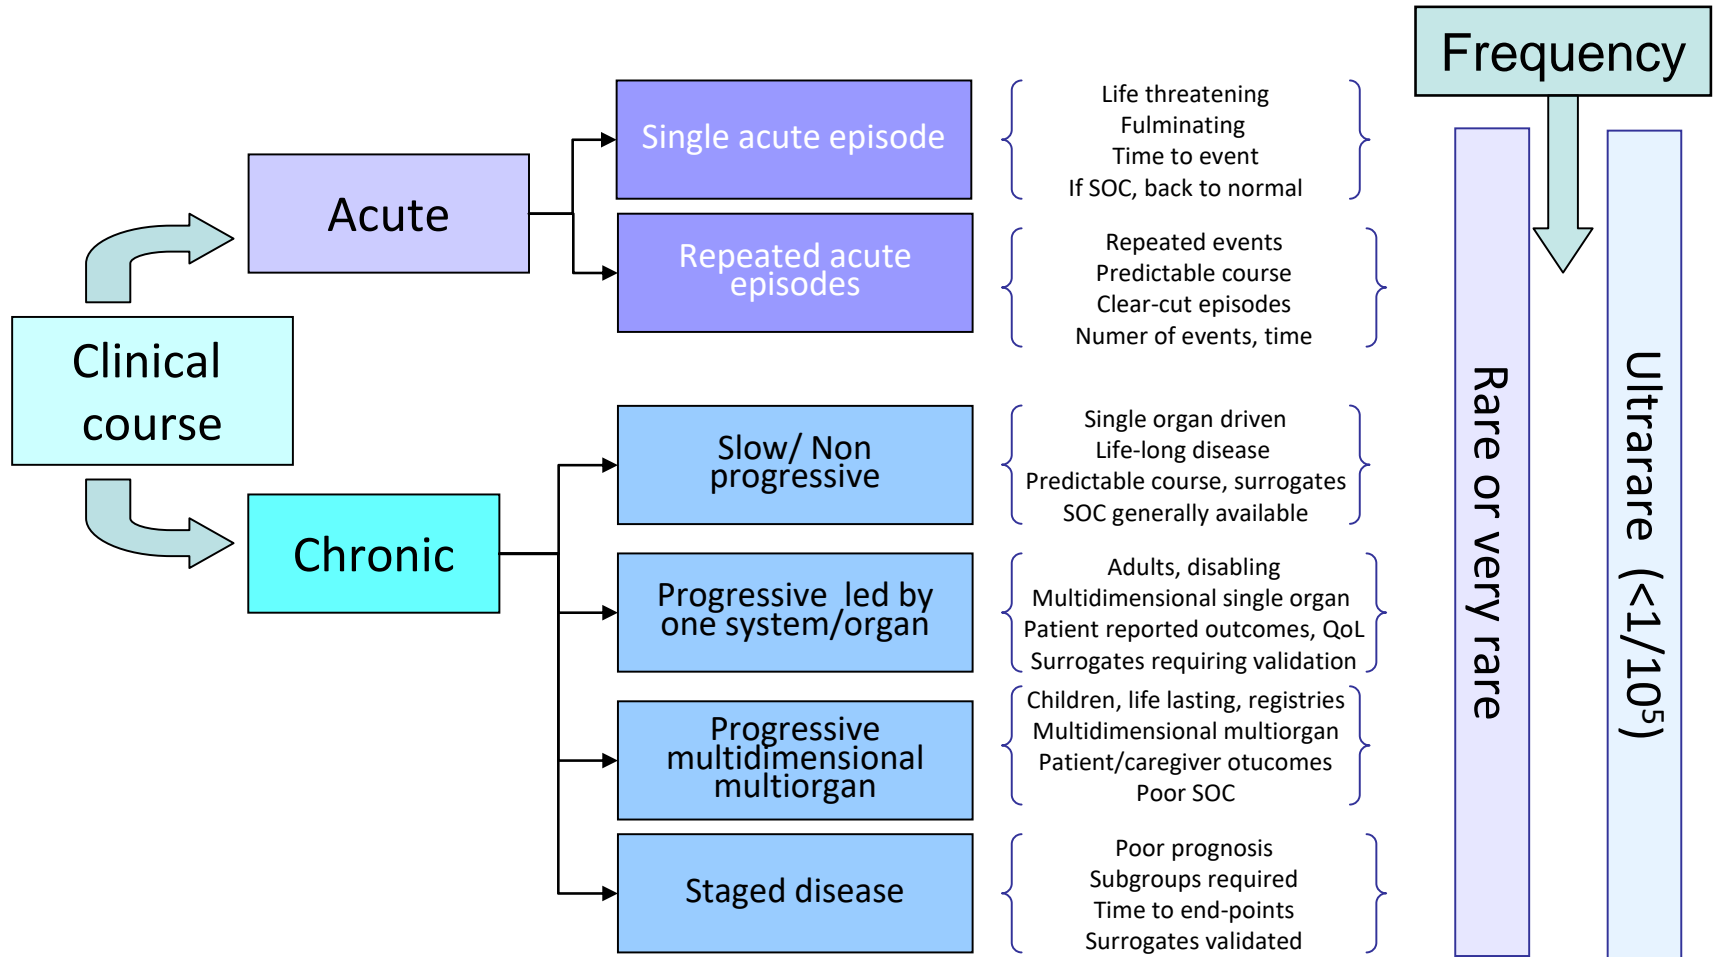 Frequency
Single acute episode
Life threatening
Fulminating
Time to event
If SOC, back to normal
Acute
Repeated acute
episodes
Repeated events
Predictable course
Clear-cut episodes
Numer of events, time
Clinical
course
Slow/ Non
progressive
Single organ driven
Life-long disease
Predictable course, surrogates
SOC generally available
Chronic
Progressive led by
one system/organ
Adults, disabling
Multidimensional single organ
Patient reported outcomes, QoL
Surrogates requiring validation
Progressive
multidimensional
multiorgan
Children, life lasting, registries
Multidimensional multiorgan
Patient/caregiver otucomes
Poor SOC
Staged disease
Poor prognosis
Subgroups required
Time to end-points
Surrogates validated
Rare or very rare
Ultrarare (<1/10⁵)